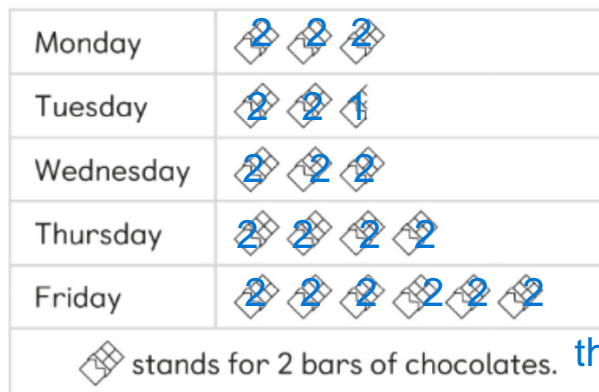 Monday 2 2 2
Tuesday 2 2 1
Wednesday 2 2 2
Thursday 2 2 2 2
Friday 2 2 2 2 2 2
stands for 2 bars of chocolates. th